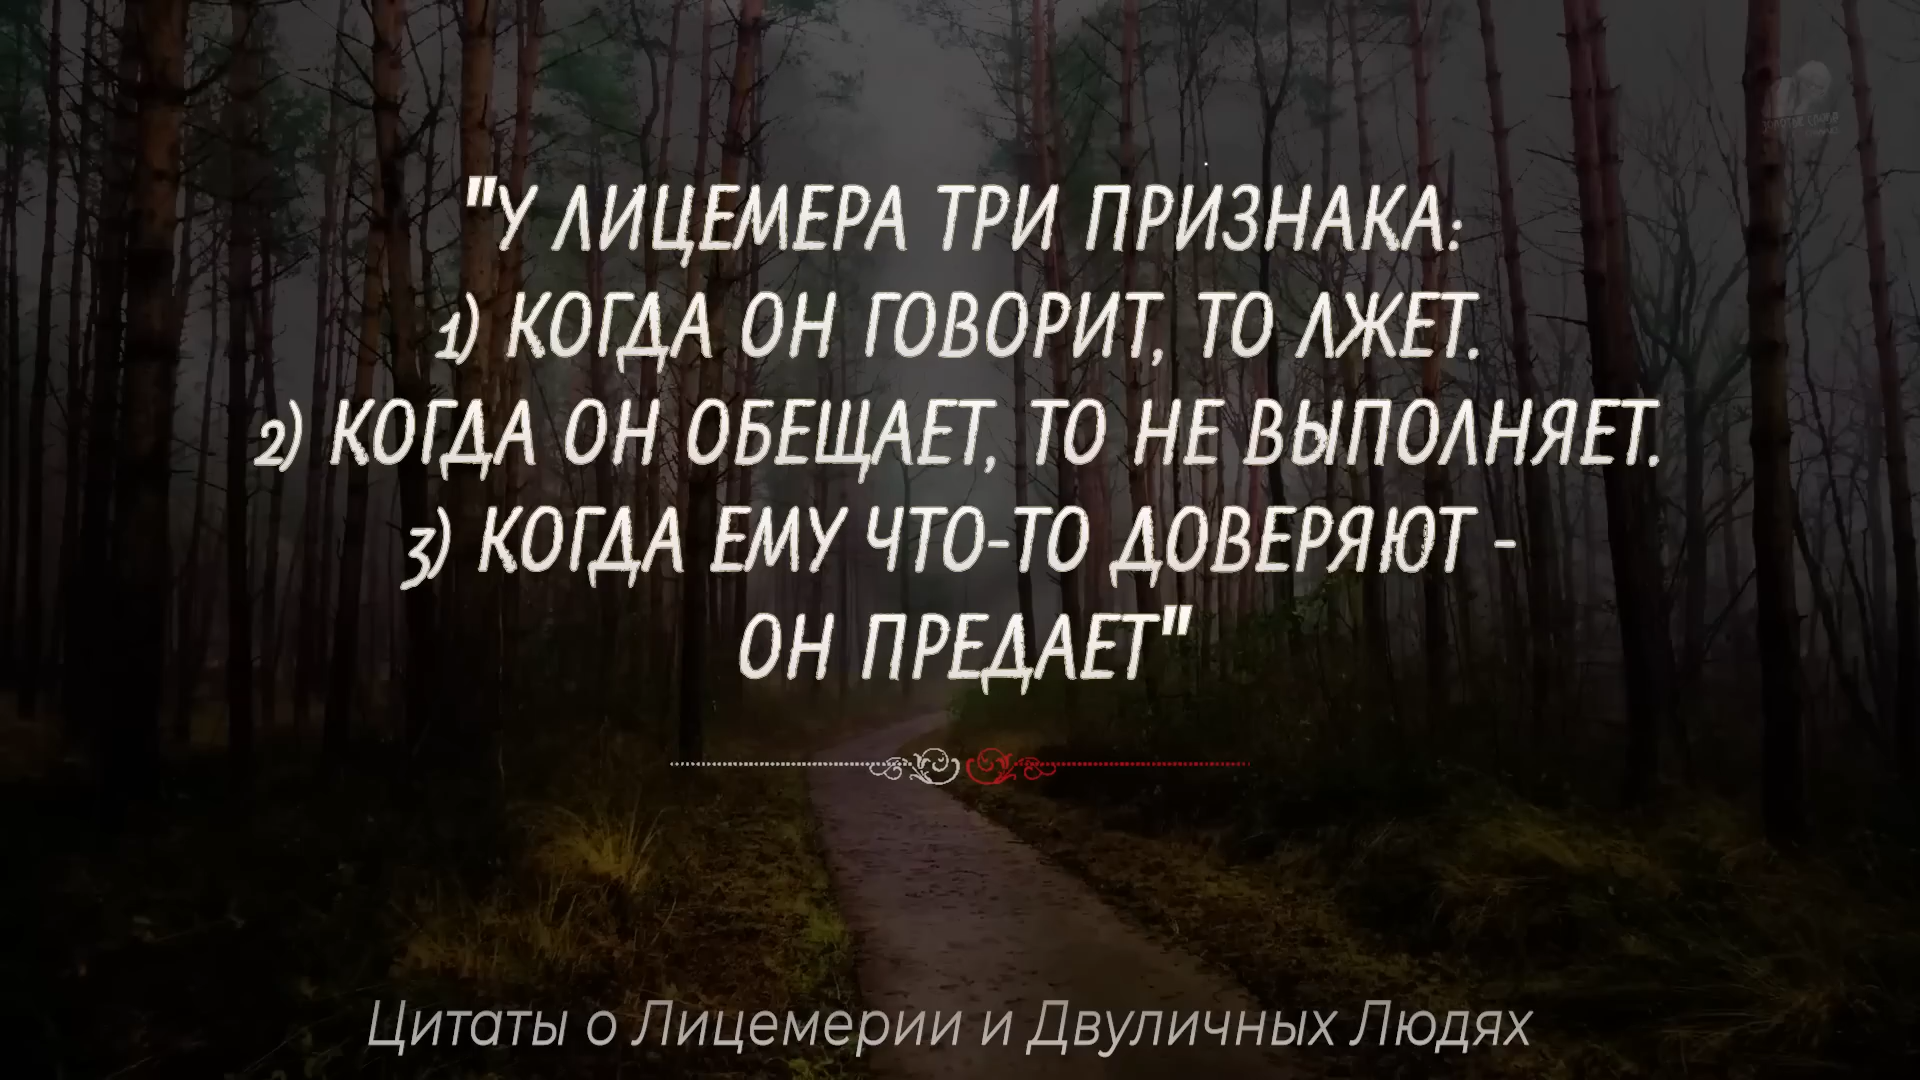 "У ЛИЦЕМЕРА ТРИ ПРИЗНАКА:
1) КОГДА ОН ГОВОРИТ, ТО ЛЖЕТ.
2) КОГДА ОН ОБЕЩАЕТ, ТО НЕ ВЫПОЛНЯЕТ.
3) КОГДА ЕМУ ЧТО-ТО ДОВЕРЯЮТ -
ОН ПРЕДАЕТ"
Цитаты о Лицемерии и Двуличных Людях